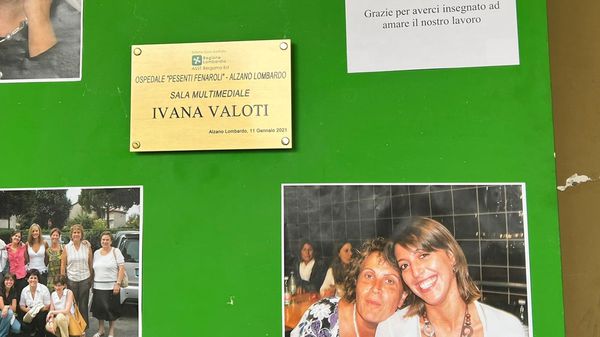 Grazie per averci insegnato ad
amare il nostro lavoro
Regione
Lombardia
ASST Bergamo Est
OSPEDALE "PESENTI FENAROLI" - ALZANO LOMBARDO
SALA MULTIMEDIALE
IVANA VALOTI
Alzano Lombardo, 11 Gennaio 2021